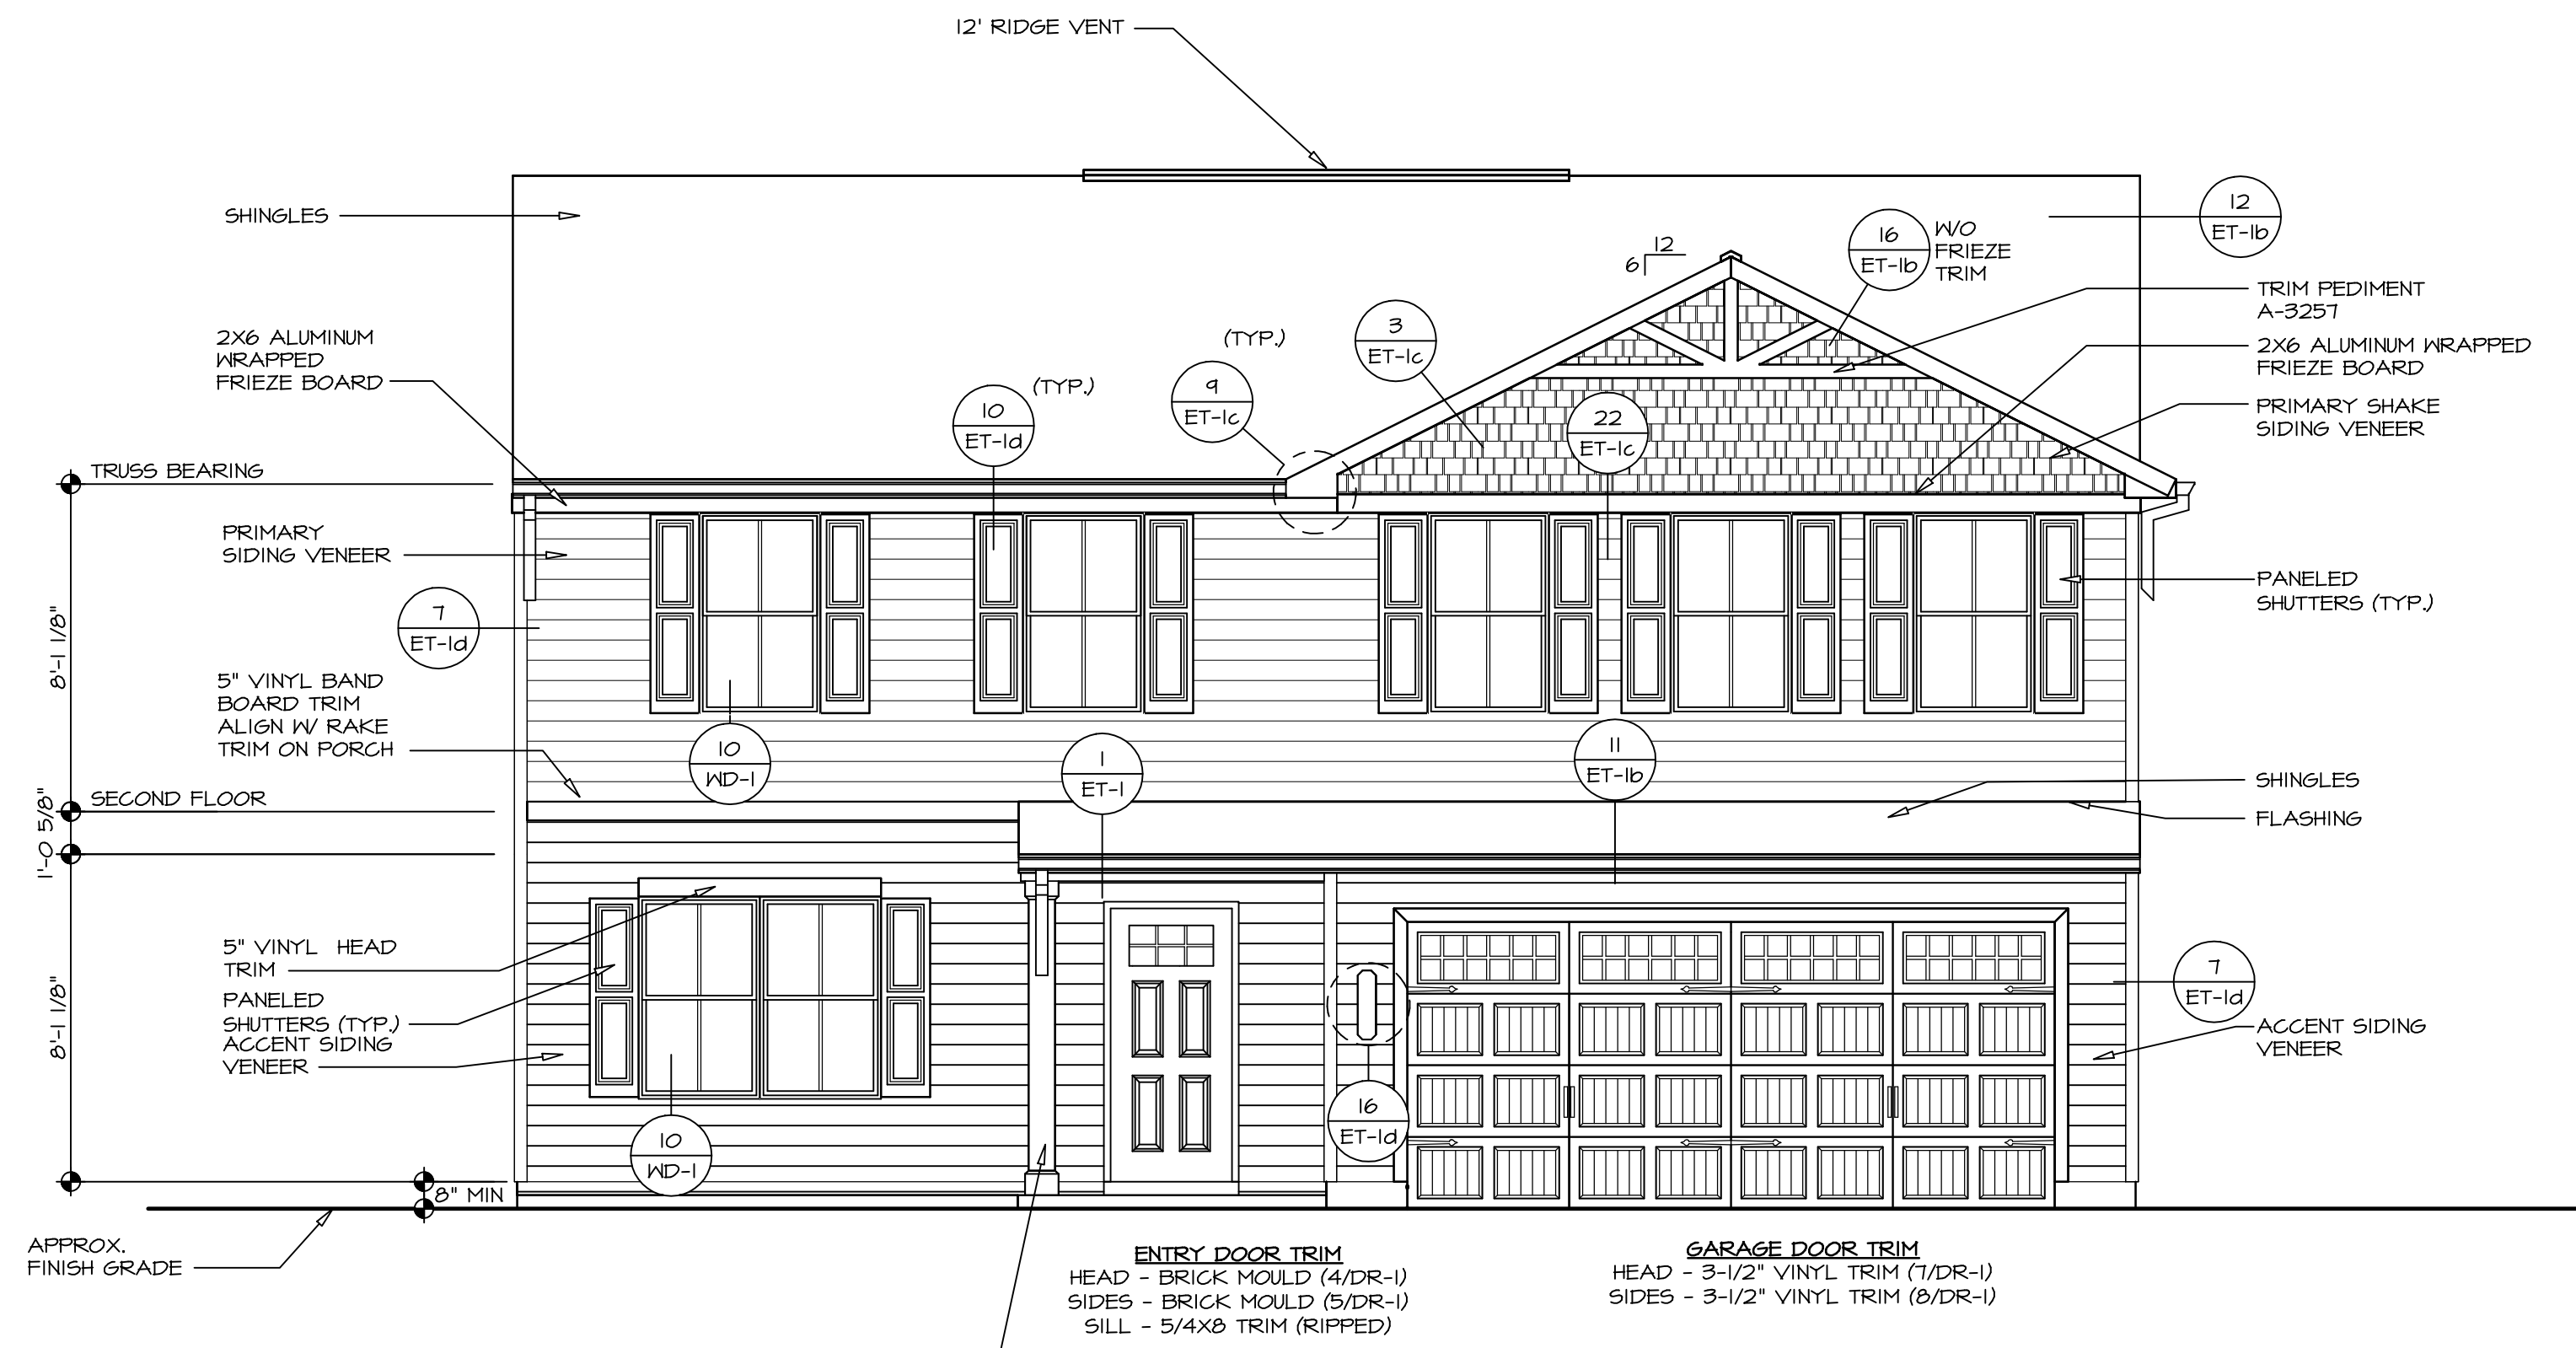 12' RIDGE VENT
SHINGLES
12
ET-1b
16
ET-1b
W/O
FRIEZE
TRIM
12
6
TRIM PEDIMENT
A-3257
2X6 ALUMINUM
WRAPPED
FRIEZE BOARD
(TYP.)
3
ET-1c
2X6 ALUMINUM WRAPPED
FRIEZE BOARD
(TYP.)
9
ET-1c
10
ET-1d
22
ET-1c
PRIMARY SHAKE
SIDING VENEER
TRUSS BEARING
PRIMARY
SIDING VENEER
PANELED
SHUTTERS (TYP.)
7
ET-1d
8'-1 1/8"
5" VINYL BAND
BOARD TRIM
ALIGN W/ RAKE
TRIM ON PORCH
10
WD-1
1
ET-1
11
ET-1b
SHINGLES
FLASHING
SECOND FLOOR
1'-0 5/8"
5" VINYL HEAD
TRIM
PANELED
SHUTTERS (TYP.)
ACCENT SIDING
VENEER
8'-1 1/8"
7
ET-1d
ACCENT SIDING
VENEER
16
ET-1d
10
WD-1
8" MIN
APPROX.
FINISH GRADE
ENTRY DOOR TRIM
HEAD - BRICK MOULD (4/DR-1)
SIDES - BRICK MOULD (5/DR-1)
SILL - 5/4X8 TRIM (RIPPED)
GARAGE DOOR TRIM
HEAD - 3-1/2" VINYL TRIM (7/DR-1)
SIDES - 3-1/2" VINYL TRIM (8/DR-1)